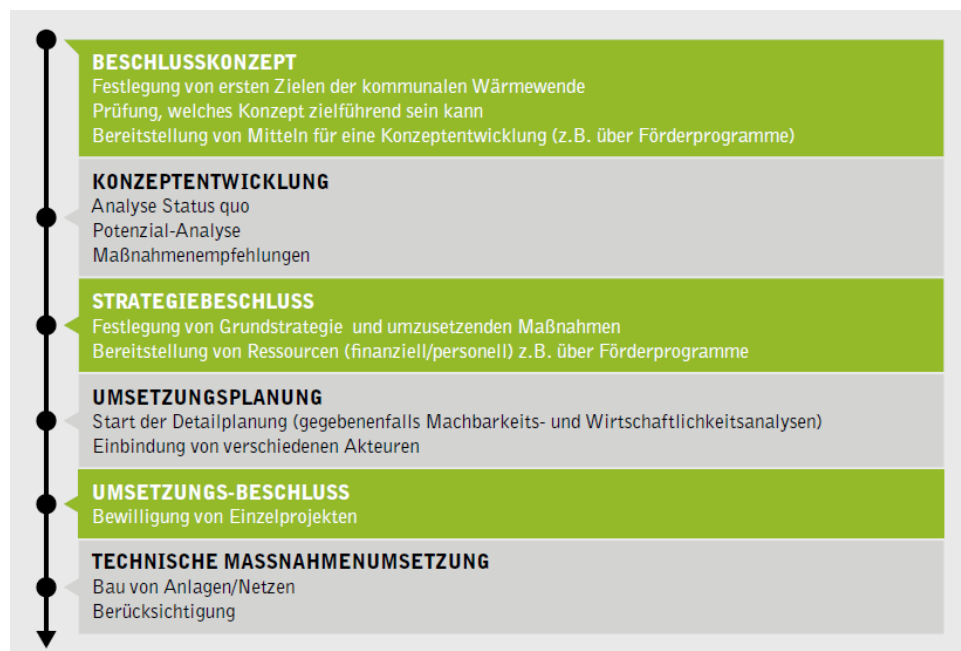 BESCHLUSSKONZEPT
Festlegung von ersten Zielen der kommunalen Wärmewende
Prüfung, welches Konzept zielführend sein kann
Bereitstellung von Mitteln für eine Konzeptentwicklung (z.B. über Förderprogramme)
KONZEPTENTWICKLUNG
Analyse Status quo
Potenzial-Analyse
Maßnahmenempfehlungen
STRATEGIEBESCHLUSS
Festlegung von Grundstrategie und umzusetzenden Maßnahmen
Bereitstellung von Ressourcen (finanziell/personell) z.B. über Förderprogramme
UMSETZUNGSPLANUNG
Start der Detailplanung (gegebenenfalls Machbarkeits- und Wirtschaftlichkeitsanalysen)
Einbindung von verschiedenen Akteuren
UMSETZUNGS-BESCHLUSS
Bewilligung von Einzelprojekten
TECHNISCHE MASSNAHMENUMSETZUNG
Bau von Anlagen/Netzen
Berücksichtigung